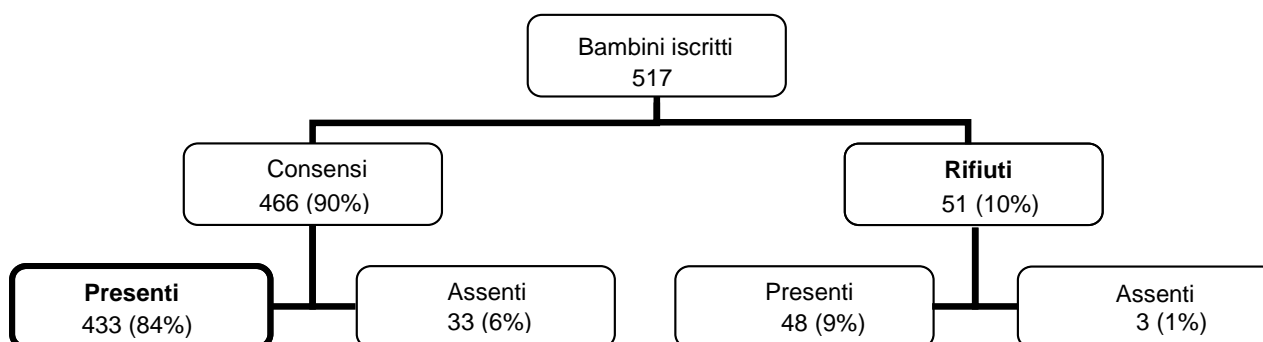 Bambini iscritti
517
Consensi
466 (90%)
Rifiuti
51 (10%)
Presenti
433 (84%)
Assenti
33 (6%)
Presenti
48 (9%)
Assenti
3 (1%)